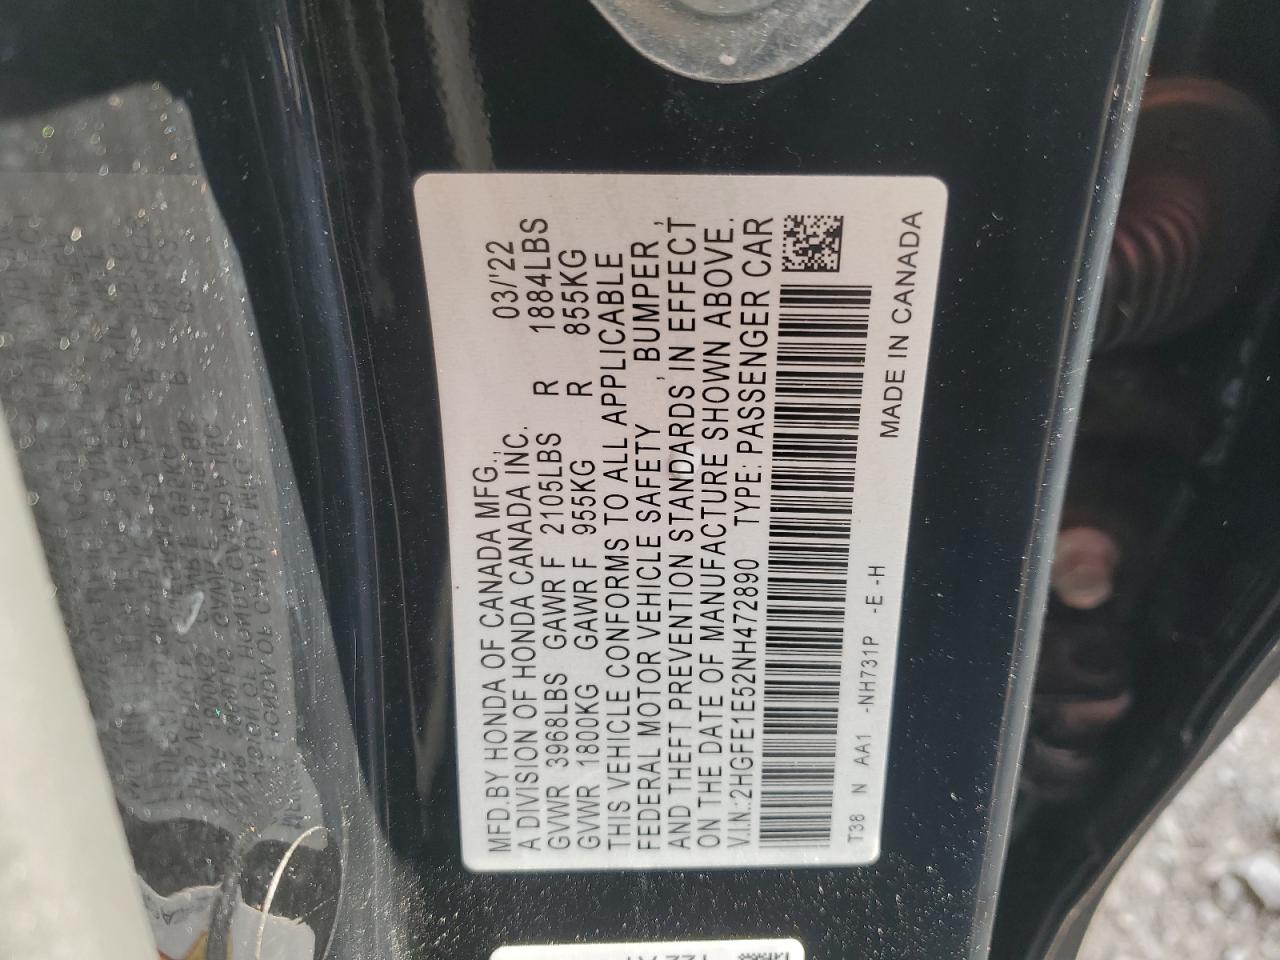 MFD.BY HONDA OF CANADA MFG., 03/'22
A DIVISION OF HONDA CANADA INC.
GVWR 3968LBS GAWR F 2105LBS R 1884LBS
GVWR 1800KG GAWR F 955KG R 855KG
THIS VEHICLE CONFORMS TO ALL APPLICABLE
FEDERAL MOTOR VEHICLE SAFETY , BUMPER ,
AND THEFT PREVENTION STANDARDS IN EFFECT
ON THE DATE OF MANUFACTURE SHOWN ABOVE.
V.I.N.:2HGFE1E52NH472890 TYPE: PASSENGER CAR
T38 N AA1 -NH731P -E -H
MADE IN CANADA